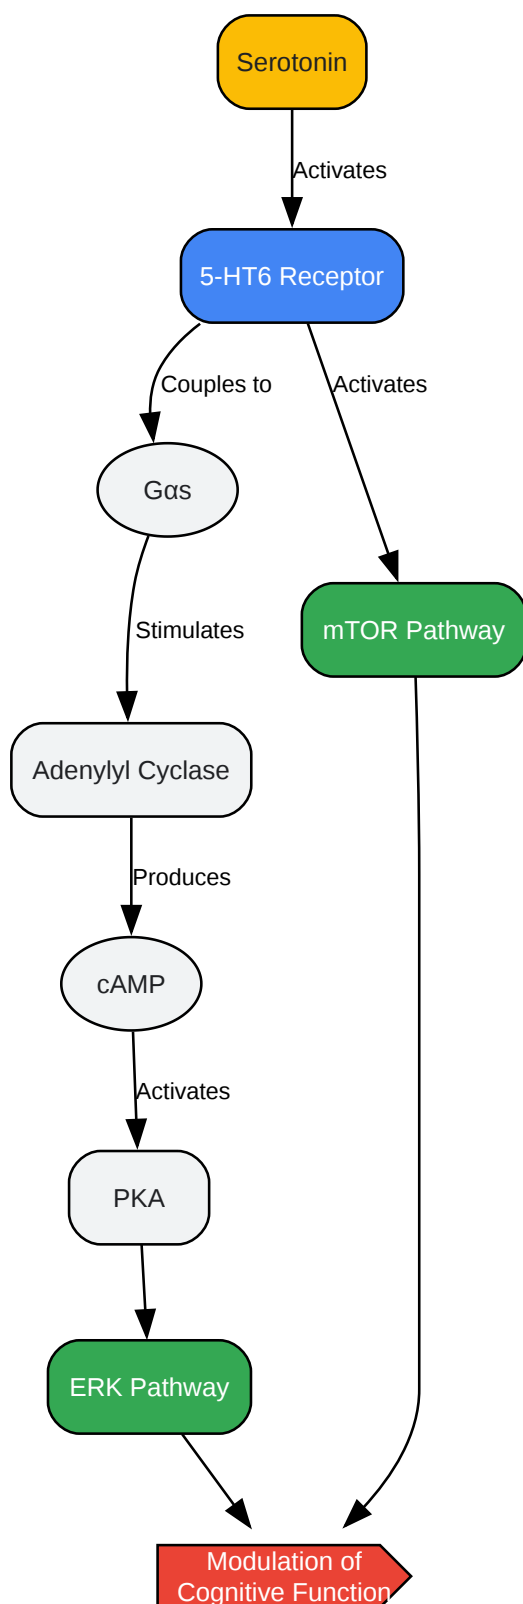 Serotonin
Activates
5-HT6 Receptor
Couples to
Activates
Gαs
Stimulates
mTOR Pathway
Adenylyl Cyclase
Produces
cAMP
Activates
PKA
ERK Pathway
Modulation of
Cognitive Function